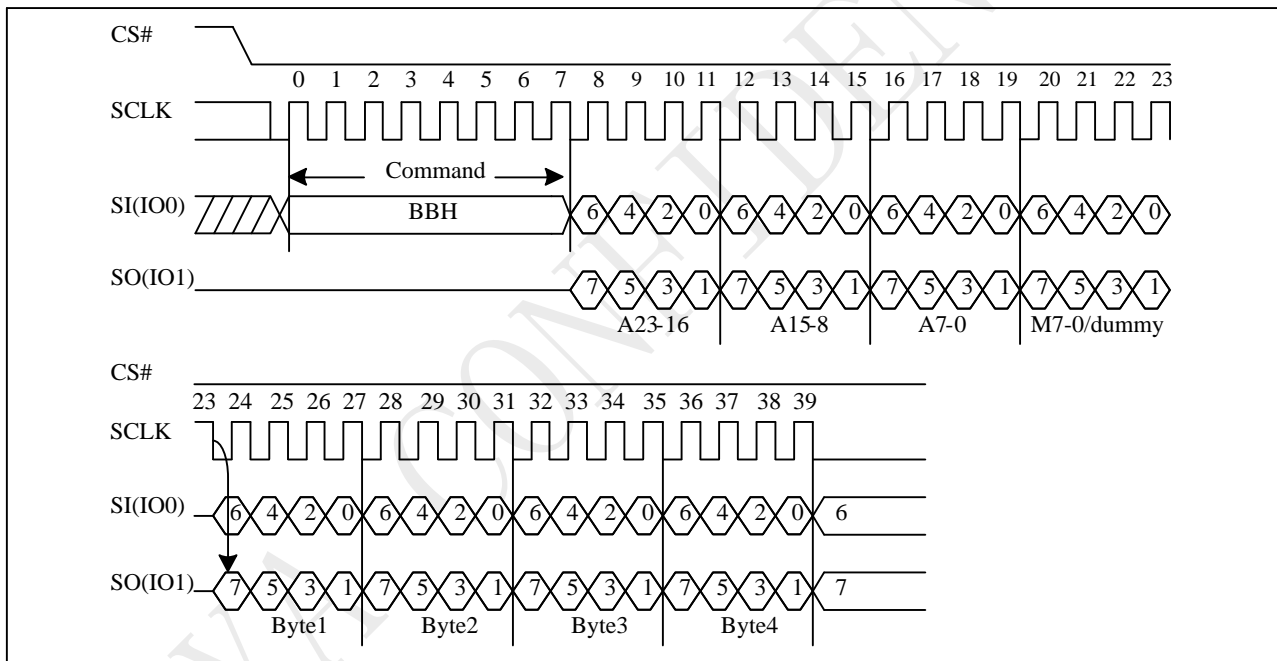 CS#
0 1 2 3 4 5 6 7 8 9 10 11 12 13 14 15 16 17 18 19 20 21 22 23
SCLK
Command
SI(IO0) BBH 6 4 2 0 6 4 2 0 6 4 2 0 6 4 2 0
SO(IO1) 7 5 3 1 7 5 3 1 7 5 3 1 7 5 3 1
A23-16 A15-8 A7-0 M7-0/dummy
CS#
23 24 25 26 27 28 29 30 31 32 33 34 35 36 37 38 39
SCLK
SI(IO0) 6 4 2 0 6 4 2 0 6 4 2 0 6 4 2 0 6
SO(IO1) 7 5 3 1 7 5 3 1 7 5 3 1 7 5 3 1 7
Byte1 Byte2 Byte3 Byte4